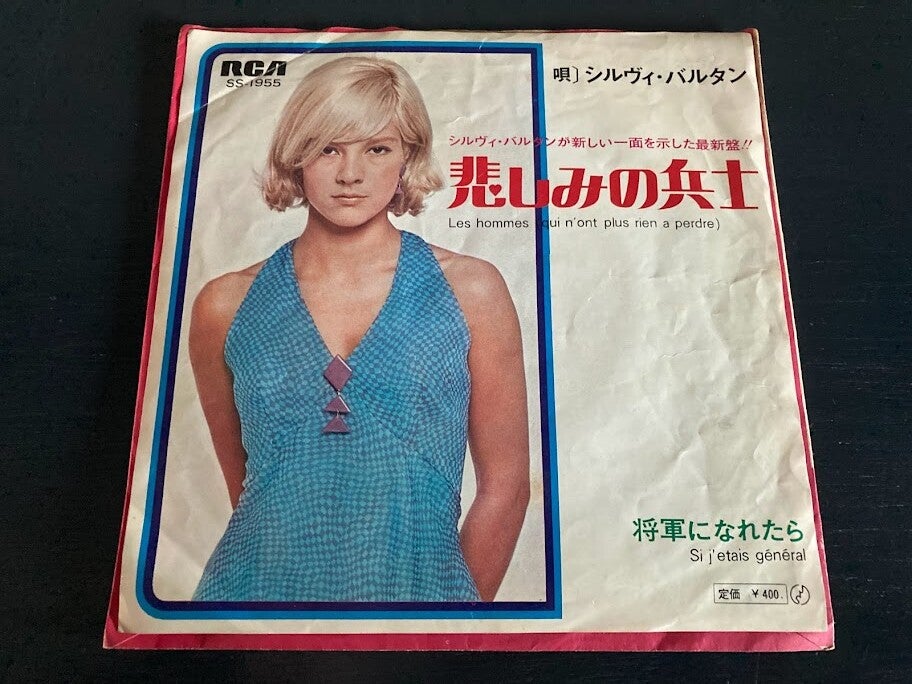 RCA
SS-1955
唄〕シルヴィ・バルタン
シルヴィ・バルタンが新しい一面を示した最新盤!!
悲しみの兵士
Les hommes (qui n'ont plus rien a perdre)
将軍になれたら
Si j'etais général
定価 ¥400.